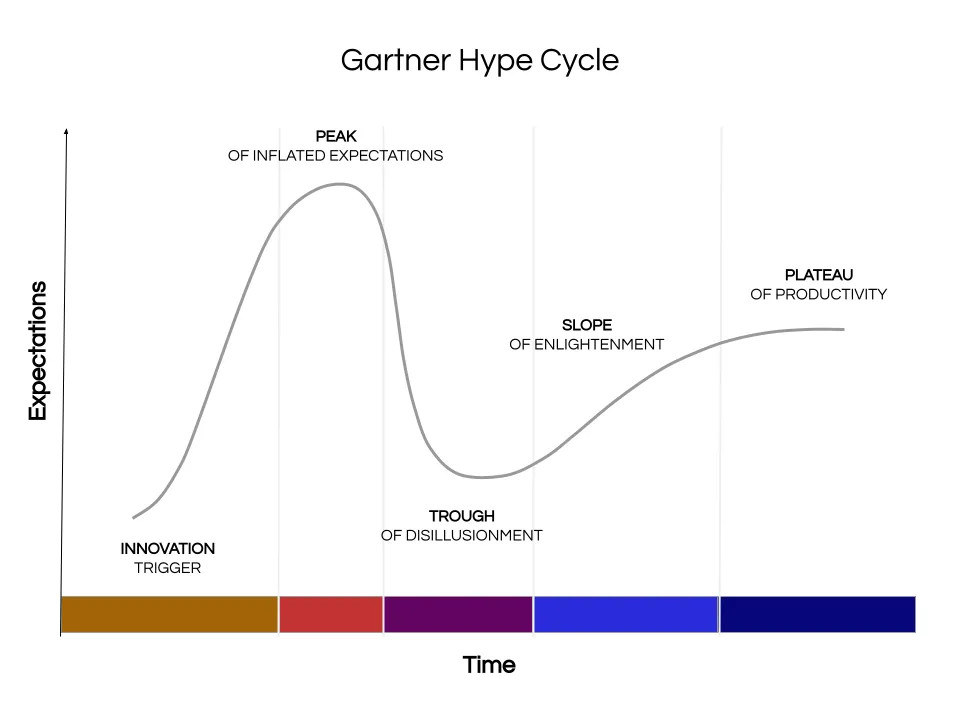 Gartner Hype Cycle
PEAK
OF INFLATED EXPECTATIONS
PLATEAU
OF PRODUCTIVITY
SLOPE
OF ENLIGHTENMENT
Expectations
TROUGH
OF DISILLUSIONMENT
INNOVATION
TRIGGER
Time